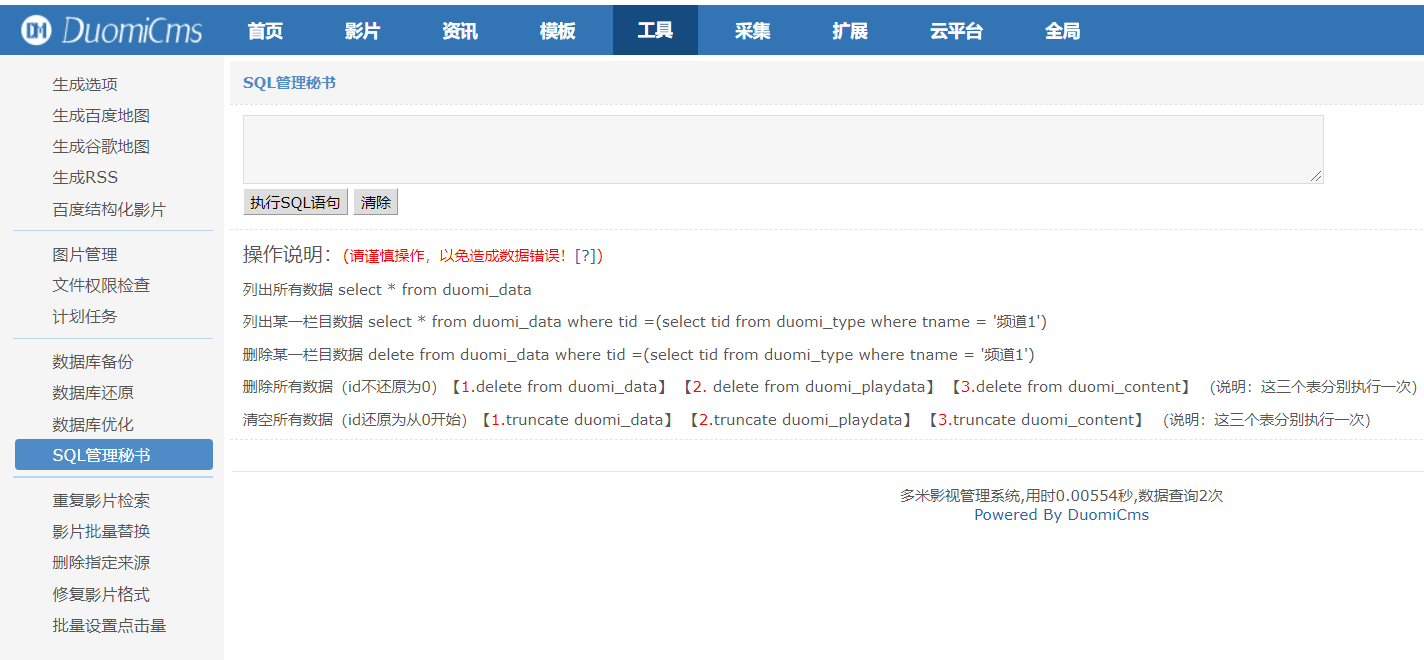 DM DuomiCms 首页 影片 资讯 模板 工具 采集 扩展 云平台 全局
生成选项
生成百度地图
生成谷歌地图
生成RSS
百度结构化影片
图片管理
文件权限检查
计划任务
数据库备份
数据库还原
数据库优化
SQL管理秘书
重复影片检索
影片批量替换
删除指定来源
修复影片格式
批量设置点击量
SQL管理秘书
执行SQL语句 清除
操作说明：(请谨慎操作，以免造成数据错误！[?])
列出所有数据 select * from duomi_data
列出某一栏目数据 select * from duomi_data where tid =(select tid from duomi_type where tname = '频道1')
删除某一栏目数据 delete from duomi_data where tid =(select tid from duomi_type where tname = '频道1')
删除所有数据（id不还原为0）【1.delete from duomi_data】【2. delete from duomi_playdata】【3.delete from duomi_content】（说明：这三个表分别执行一次）
清空所有数据（id还原为从0开始）【1.truncate duomi_data】【2.truncate duomi_playdata】【3.truncate duomi_content】（说明：这三个表分别执行一次）
多米影视管理系统,用时0.00554秒,数据查询2次
Powered By DuomiCms